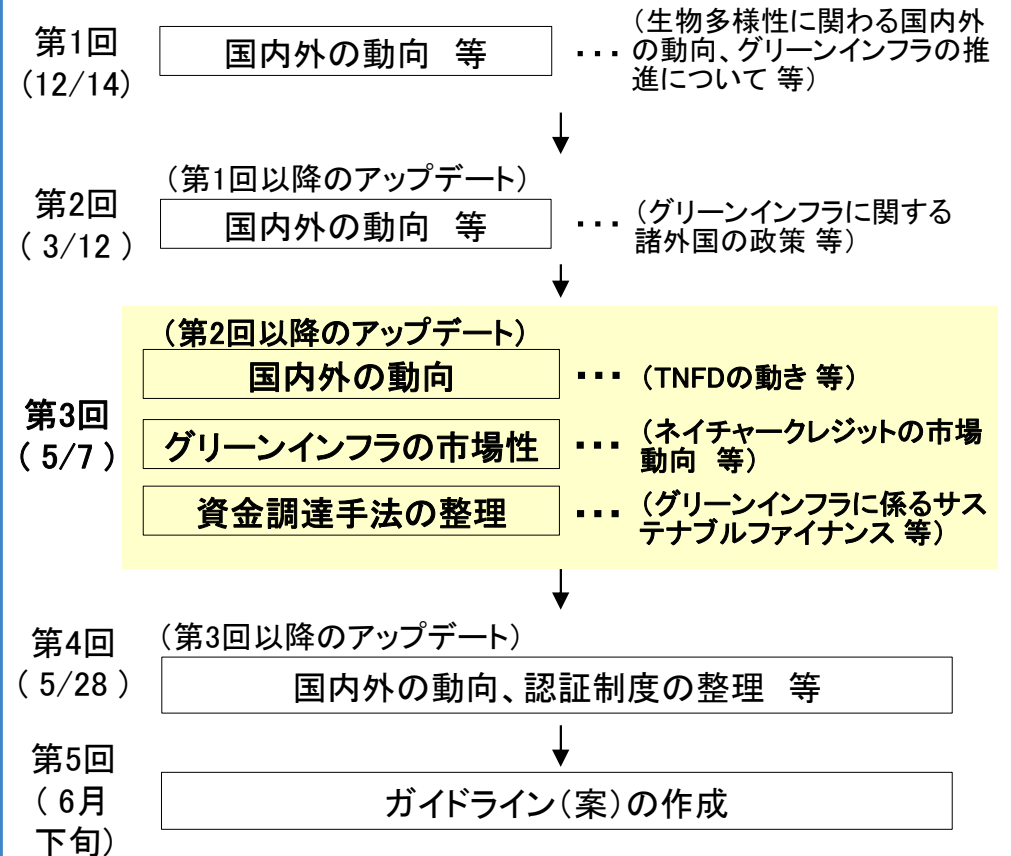 第1回
(12/14)
国内外の動向 等
・・・
(生物多様性に関わる国内外
の動向、グリーンインフラの推
進について 等)
第2回
( 3/12 )
(第1回以降のアップデート)
国内外の動向 等
・・・
(グリーンインフラに関する
諸外国の政策 等)
第3回
( 5/7 )
(第2回以降のアップデート)
国内外の動向
・・・
(TNFDの動き 等)
グリーンインフラの市場性
・・・
(ネイチャークレジットの市場
動向 等)
資金調達手法の整理
・・・
(グリーンインフラに係るサス
テナブルファイナンス 等)
第4回
( 5/28 )
(第3回以降のアップデート)
国内外の動向、認証制度の整理 等
第5回
( 6月
下旬)
ガイドライン(案)の作成